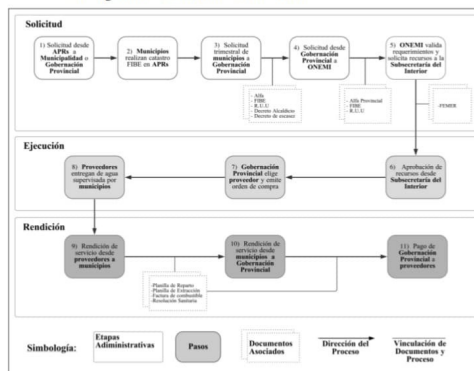 Solicitud
1) Solicitud desde
APRs a
Municipalidad o
Gobernación
Provincial
2) Municipios
realizan catastro
FIBE en APRs
3) Solicitud
trimestral de
municipios a
Gobernación
Provincial
4) Solicitud desde
Gobernación
Provincial a
ONEMI
5) ONEMI valida
requerimientos y
solicita recursos a la
Subsecretaría del
Interior
- Alfa
- FIBE
- R.U.U
- Decreto Alcaldicio
- Decreto de escasez
- Alfa Provincial
- FIBE
- R.U.U
-FEMER
Ejecución
8) Proveedores
entregan de agua
supervisada por
municipios
7) Gobernación
Provincial elige
proveedor y emite
orden de compra
6) Aprobación de
recursos desde
Subsecretaría del
Interior
Rendición
9) Rendición de
servicio desde
proveedores a
municipios
10) Rendición de
servicio desde
municipios a
Gobernación
Provincial
11) Pago de
Gobernación
Provincial a
proveedores
-Planilla de Reparto
-Planilla de Extracción
-Factura de combustible
-Resolución Sanitaria
Simbología:
Etapas
Adiministrativas
Pasos
Documentos
Asociados
Dirección del
Proceso
Vinculación de
Documentos y
Proceso